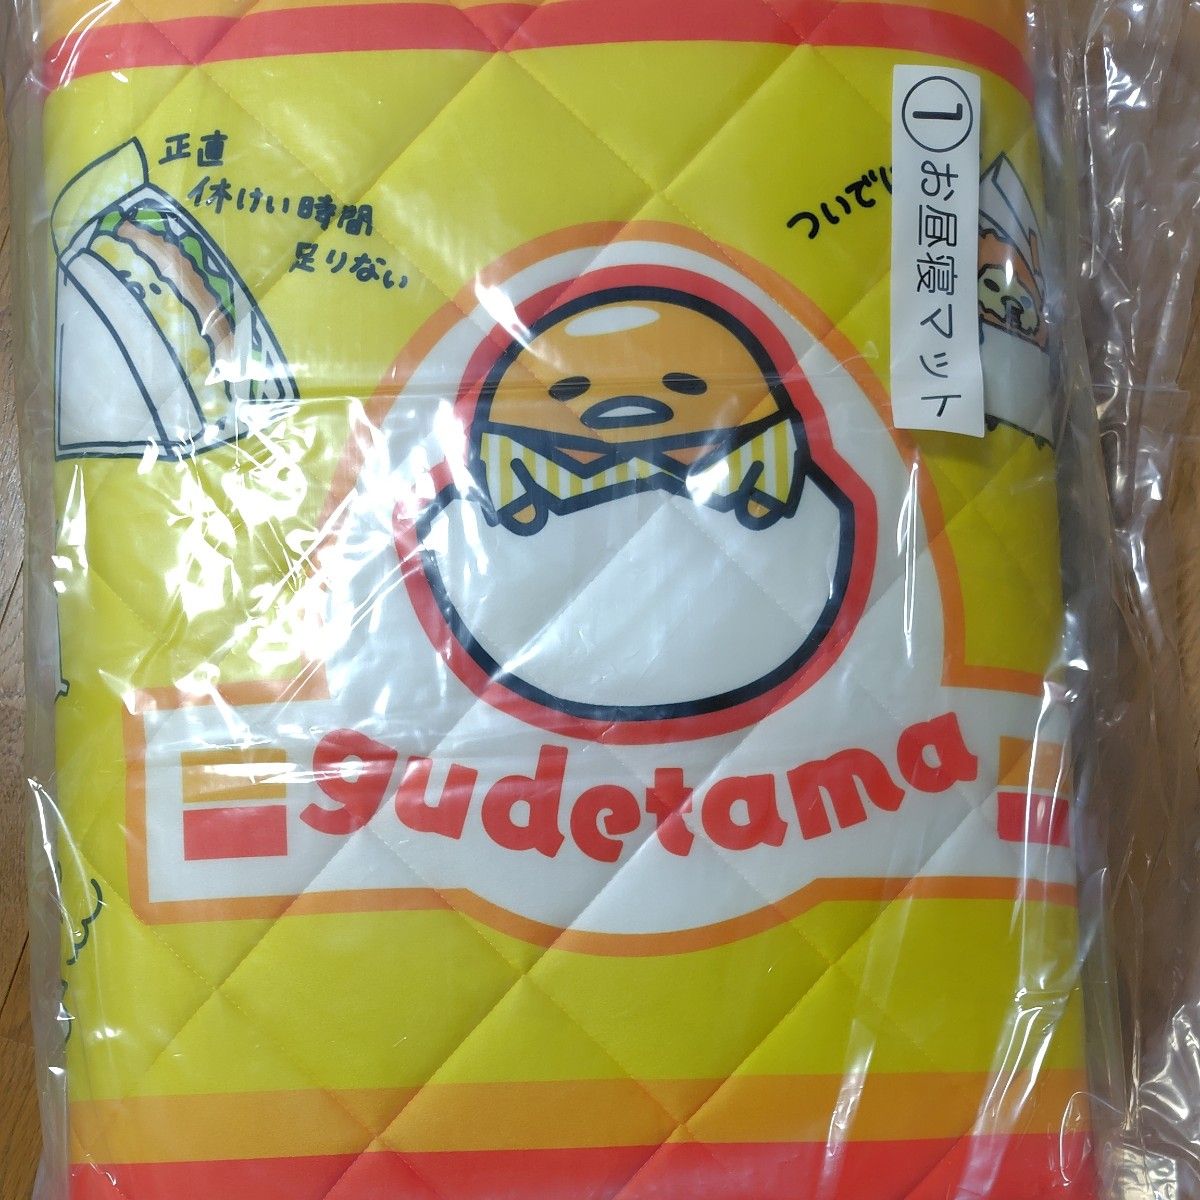 正直
休けい時間
足りない
ついで
① お昼寝マット
gudetama